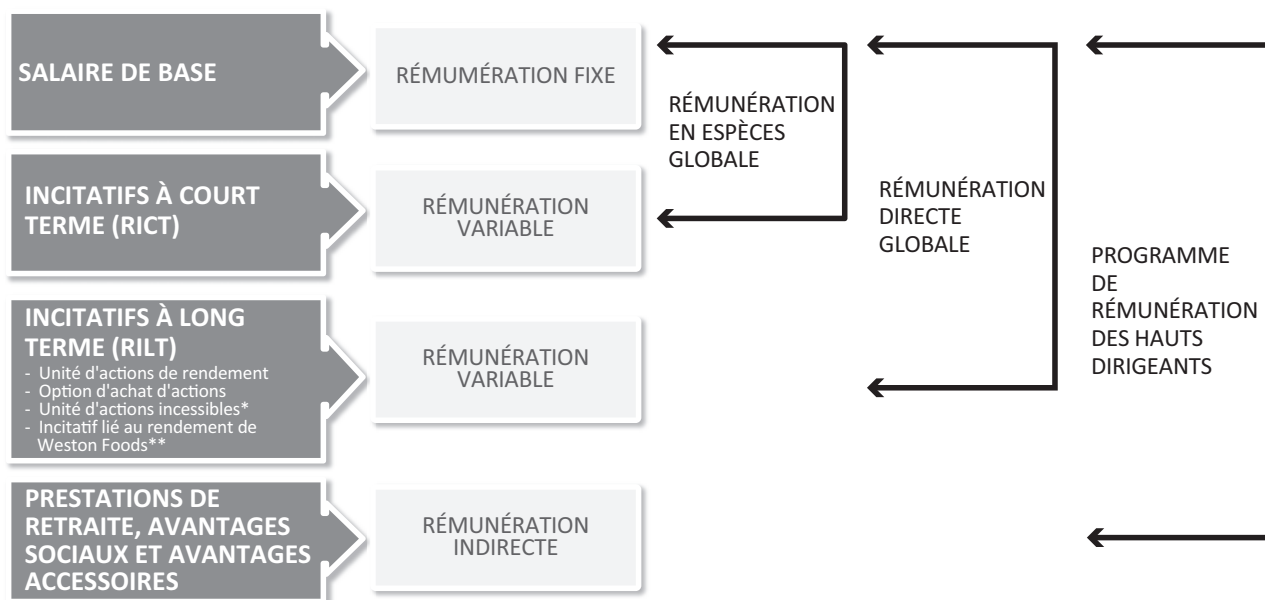 SALAIRE DE BASE
RÉMUMÉRATION FIXE
RÉMUNÉRATION
EN ESPÈCES
GLOBALE
INCITATIFS À COURT
TERME (RICT)
RÉMUNÉRATION
VARIABLE
RÉMUNÉRATION
DIRECTE
GLOBALE
PROGRAMME
DE
RÉMUNÉRATION
DES HAUTS
DIRIGEANTS
INCITATIFS À LONG
TERME (RILT)
- Unité d'actions de rendement
- Option d'achat d'actions
- Unité d'actions incessibles*
- Incitatif lié au rendement de
Weston Foods**
RÉMUNÉRATION
VARIABLE
PRESTATIONS DE
RETRAITE, AVANTAGES
SOCIAUX ET AVANTAGES
ACCESSOIRES
RÉMUNÉRATION
INDIRECTE